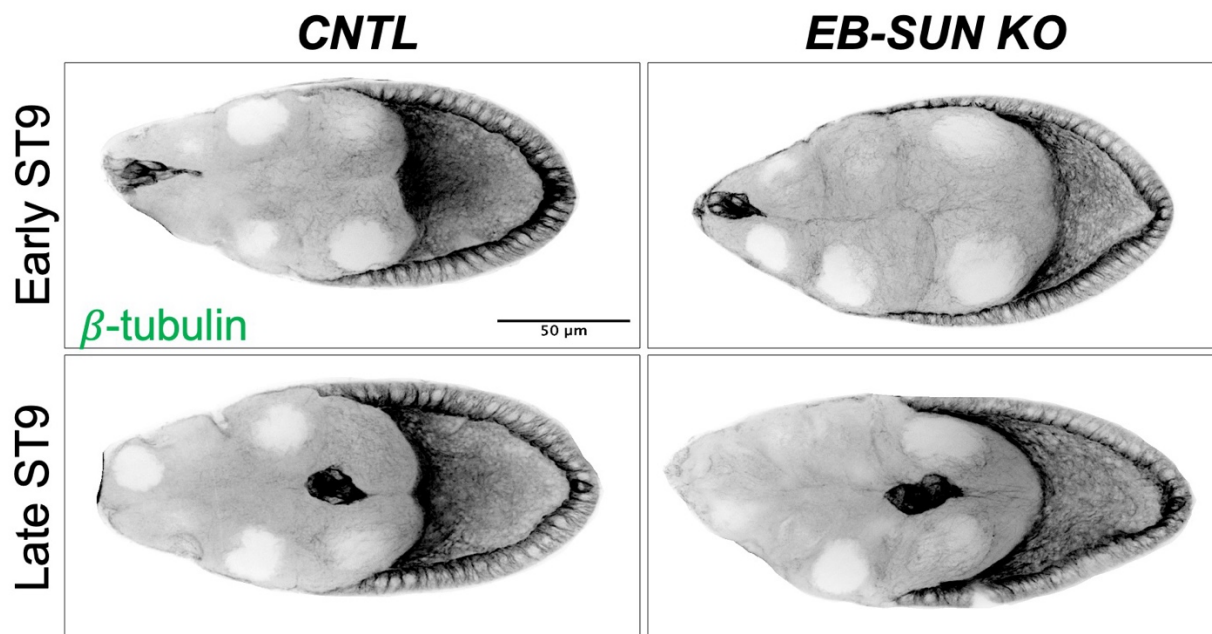 CNTL
EB-SUN KO
Early ST9
β-tubulin
50 μm
Late ST9